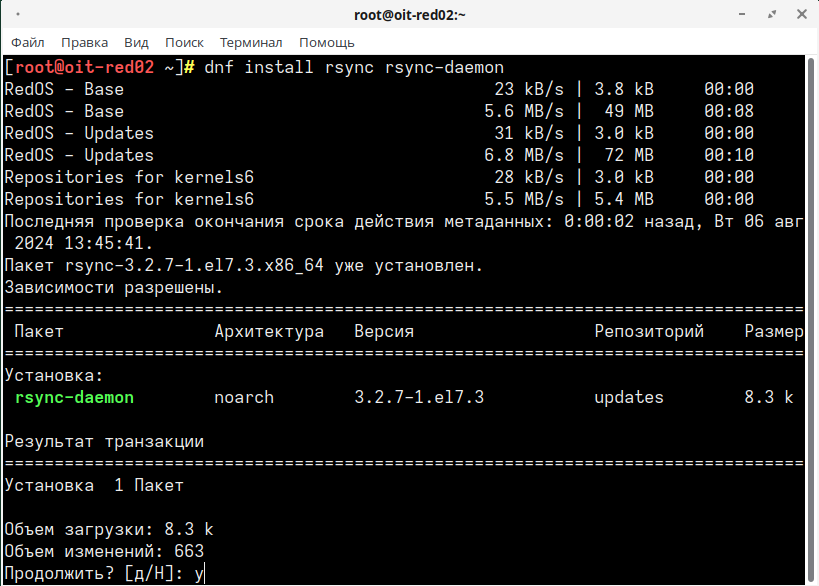 root@oit-red02:~
Файл Правка Вид Поиск Терминал Помощь
[root@oit-red02 ~]# dnf install rsync rsync-daemon
RedOS - Base 23 kB/s | 3.8 kB 00:00
RedOS - Base 5.6 MB/s | 49 MB 00:08
RedOS - Updates 31 kB/s | 3.0 kB 00:00
RedOS - Updates 6.8 MB/s | 72 MB 00:10
Repositories for kernels6 28 kB/s | 3.0 kB 00:00
Repositories for kernels6 5.5 MB/s | 5.4 MB 00:00
Последняя проверка окончания срока действия метаданных: 0:00:02 назад, Вт 06 авг
2024 13:45:41.
Пакет rsync-3.2.7-1.el7.3.x86_64 уже установлен.
Зависимости разрешены.
================================================================================
Пакет Архитектура Версия Репозиторий Размер
================================================================================
Установка:
rsync-daemon noarch 3.2.7-1.el7.3 updates 8.3 k
Результат транзакции
================================================================================
Установка 1 Пакет
Объем загрузки: 8.3 k
Объем изменений: 663
Продолжить? [д/Н]: y